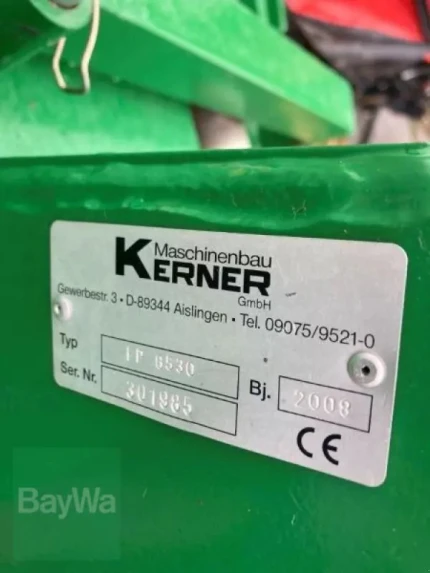 Maschinenbau
KERNER
GmbH
Gewerbestr. 3 • D-89344 Aislingen • Tel. 09075/9521-0
Typ 6530
Ser. Nr. 301985
Bj. 2008
CE
BayWa